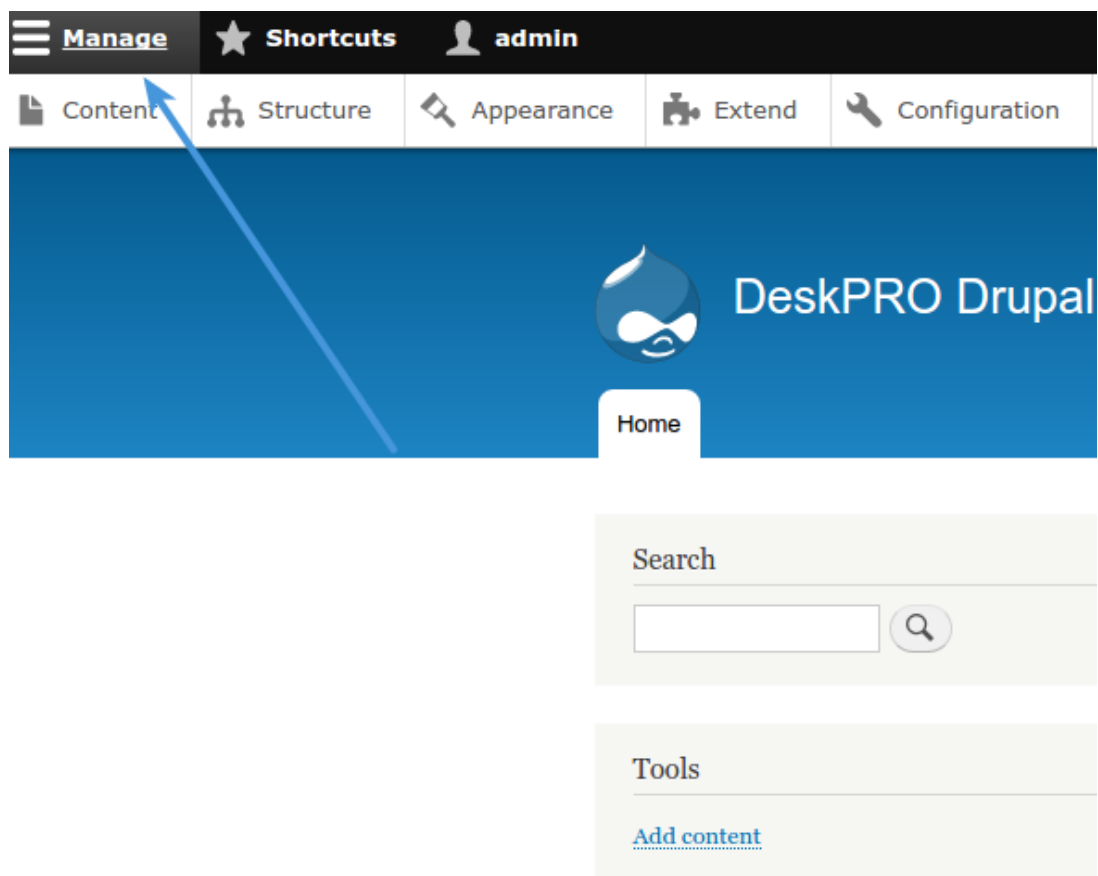 Manage Shortcuts admin
Content Structure Appearance Extend Configuration
DeskPRO Drupal
Home
Search
Tools
Add content